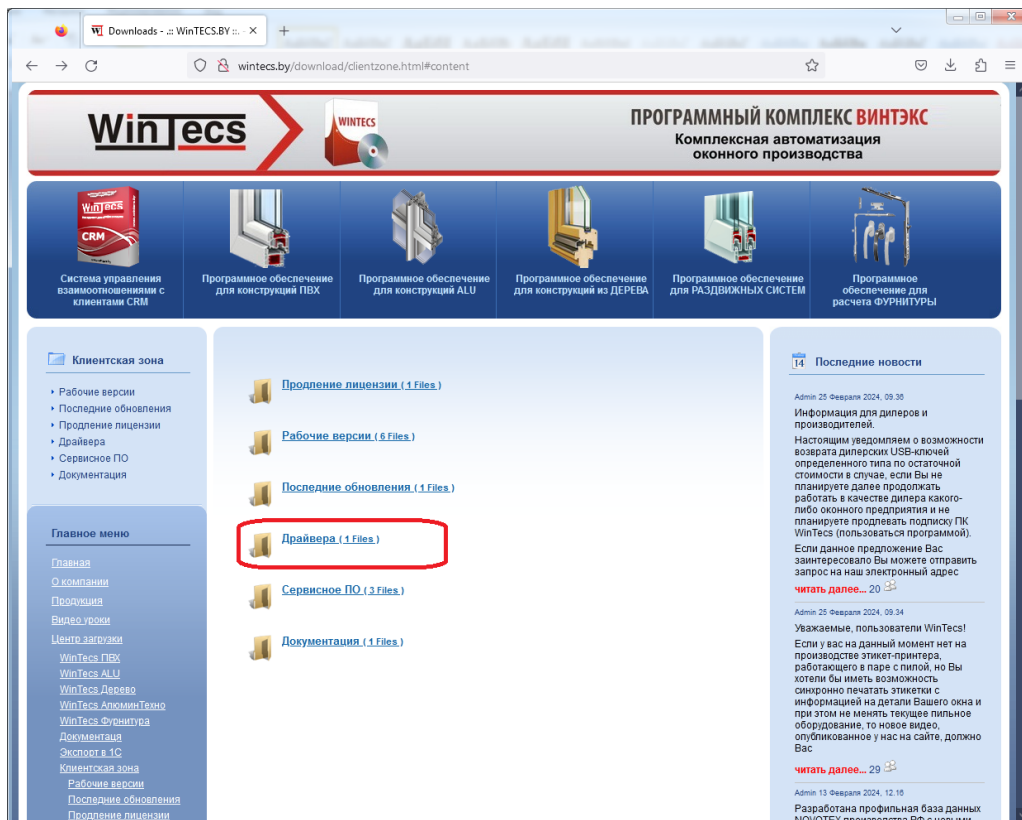 Downloads - .:: WinTECS.BY ::. -
wintecs.by/download/clientzone.html#content
WinTecs
WINTECS
ПРОГРАММНЫЙ КОМПЛЕКС ВИНТЭКС
Комплексная автоматизация
оконного производства
WinTecs
CRM
Система управления
взаимоотношениями с
клиентами CRM
Программное обеспечение
для конструкций ПВХ
Программное обеспечение
для конструкций ALU
Программное обеспечение
для конструкций из ДЕРЕВА
Программное обеспечение
для РАЗДВИЖНЫХ СИСТЕМ
Программное
обеспечение для
расчета ФУРНИТУРЫ
Клиентская зона
Рабочие версии
Последние обновления
Продление лицензии
Драйвера
Сервисное ПО
Документация
Главное меню
Главная
О компании
Продукция
Видео уроки
Центр загрузки
WinTecs ПВХ
WinTecs ALU
WinTecs Дерево
WinTecs АлюминТехно
WinTecs Фурнитура
Документаця
Экспорт в 1С
Клиентская зона
Рабочие версии
Последние обновления
Продление лицензии
Продление лицензии ( 1 Files )
Рабочие версии ( 6 Files )
Последние обновления ( 1 Files )
Драйвера ( 1 Files )
Сервисное ПО ( 3 Files )
Документация ( 1 Files )
14
Последние новости
Admin 25 Февраля 2024, 09.36
Информация для дилеров и
производителей.
Настоящим уведомляем о возможности
возврата дилерских USB-ключей
определенного типа по остаточной
стоимости в случае, если Вы не
планируете далее продолжать
работать в качестве дилера какого-
либо оконного предприятия и не
планируете продлевать подписку ПК
WinTecs (пользоваться программой).
Если данное предложение Вас
заинтересовало Вы можете отправить
запрос на наш электронный адрес
читать далее... 20
Admin 25 Февраля 2024, 09.34
Уважаемые, пользователи WinTecs!
Если у вас на данный момент нет на
производстве этикет-принтера,
работающего в паре с пилой, но Вы
хотели бы иметь возможность
синхронно печатать этикетки с
информацией на детали Вашего окна и
при этом не менять текущее пильное
оборудование, то новое видео,
опубликованное у нас на сайте, должно
Вас
читать далее... 29
Admin 13 Февраля 2024, 12.16
Разработана профильная база данных
NOVOTEX производства РФ с новыми